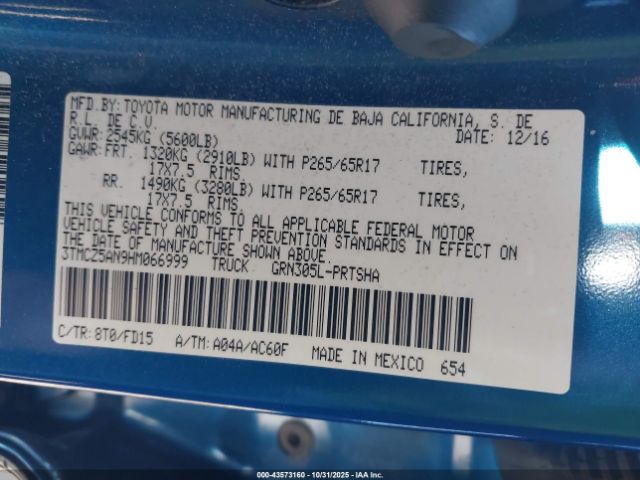 MFD.BY:TOYOTA MOTOR MANUFACTURING DE BAJA CALIFORNIA, S. DE
R.L. DE C.V. DATE: 12/16
GVWR: 2545KG (5600LB)
GAWR: FRT 1320KG (2910LB) WITH P265/65R17 TIRES,
17X7.5 RIMS
RR. 1490KG (3280LB) WITH P265/65R17 TIRES,
17X7.5 RIMS
THIS VEHICLE CONFORMS TO ALL APPLICABLE FEDERAL MOTOR
VEHICLE SAFETY AND THEFT PREVENTION STANDARDS IN EFFECT ON
THE DATE OF MANUFACTURE SHOWN ABOVE.
3TMCZ5AN9HM066999 TRUCK GRN305L-PRTSHA
C/TR: 8T0/FD15 A/TM: A04A/AC60F MADE IN MEXICO 654
000-43573160 - 10/31/2025 - IAAI